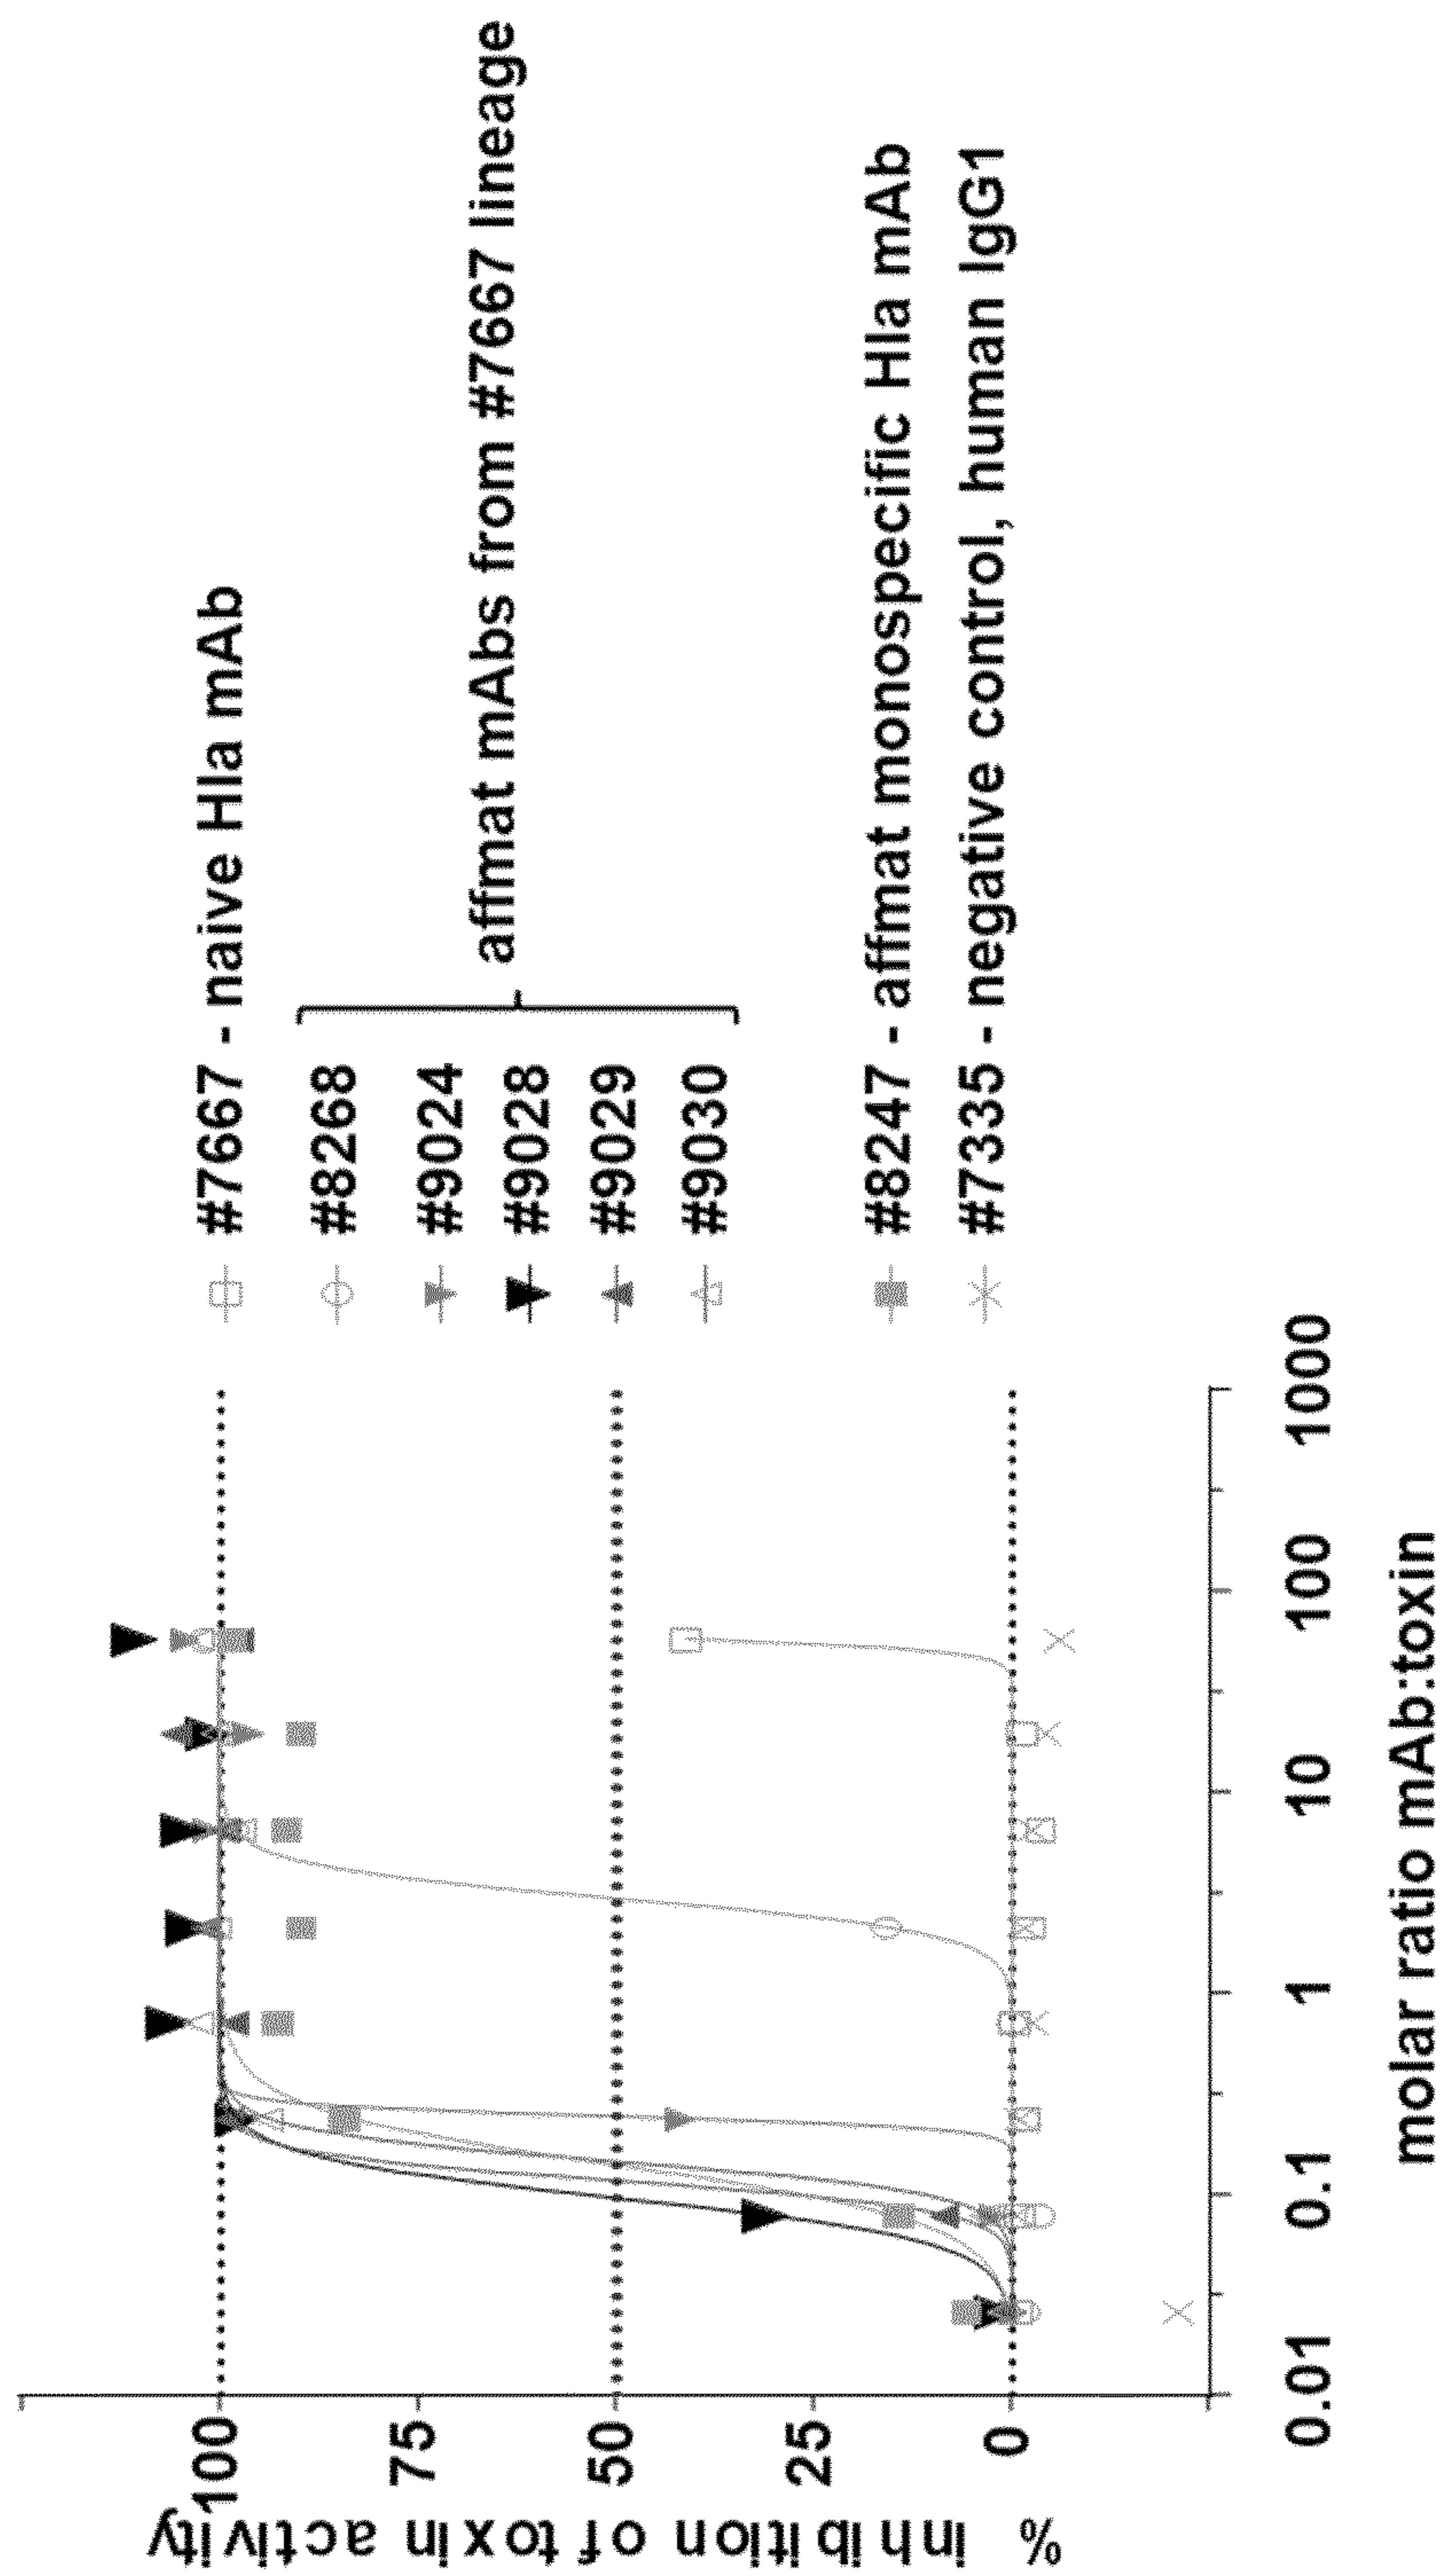 % inhibition of toxin activity
100
75
50
25
0
0.01
0.1
1
10
100
1000
molar ratio mAb:toxin
#7667 - naive Hla mAb
#8268
#9024
#9028
#9029
#9030
affmat mAbs from #7667 lineage
#8247 - affmat monospecific Hla mAb
#7335 - negative control, human IgG1